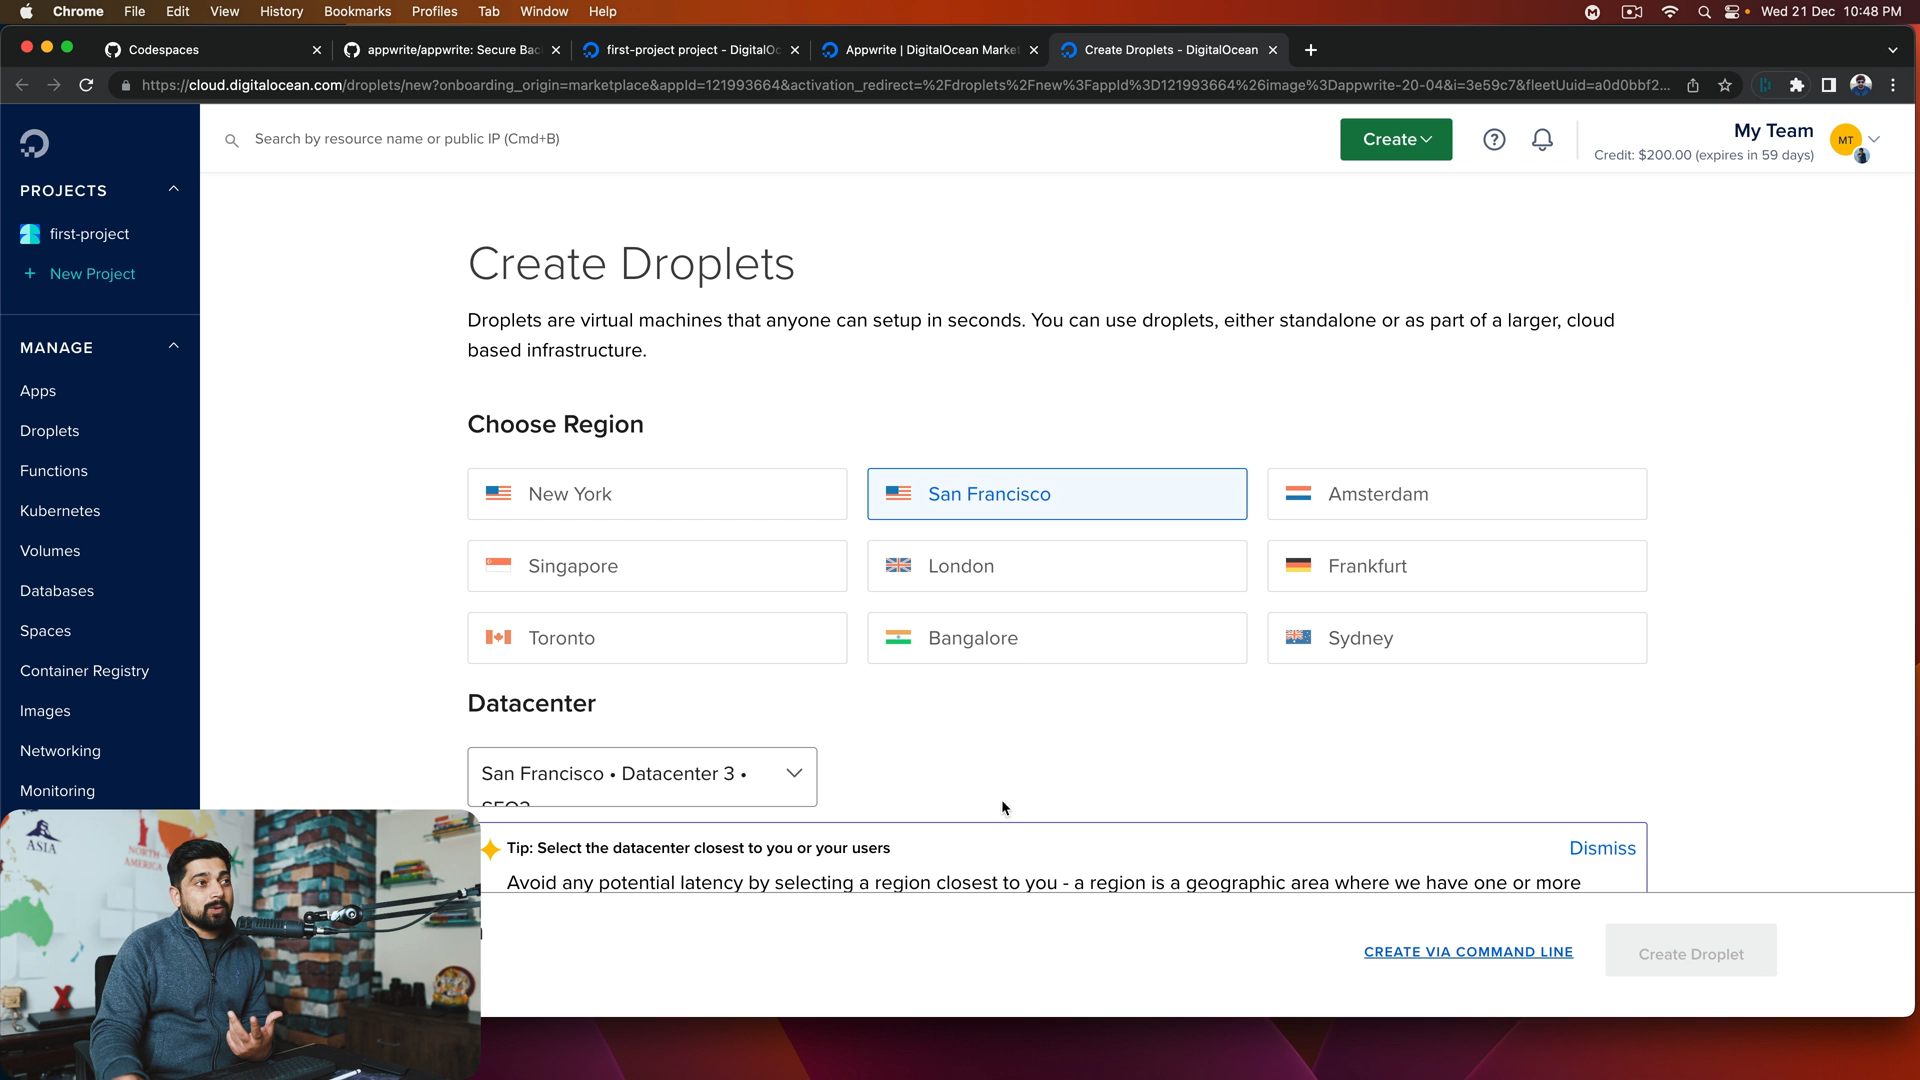 Chrome File Edit View History Bookmarks Profiles Tab Window Help
Wed 21 Dec 10:48 PM
Codespaces
appwrite/appwrite: Secure Bac
first-project project - DigitalOc
Appwrite | DigitalOcean Market
Create Droplets - DigitalOcean
https://cloud.digitalocean.com/droplets/new?onboarding_origin=marketplace&appId=121993664&activation_redirect=%2Fdroplets%2Fnew%3FappId%3D121993664%26image%3Dappwrite-20-04&i=3e59c7&fleetUuid=a0d0bbf2...
Search by resource name or public IP (Cmd+B)
Create
My Team
Credit: $200.00 (expires in 59 days)
MT
PROJECTS
first-project
+ New Project
MANAGE
Apps
Droplets
Functions
Kubernetes
Volumes
Databases
Spaces
Container Registry
Images
Networking
Monitoring
Create Droplets
Droplets are virtual machines that anyone can setup in seconds. You can use droplets, either standalone or as part of a larger, cloud
based infrastructure.
Choose Region
New York
San Francisco
Amsterdam
Singapore
London
Frankfurt
Toronto
Bangalore
Sydney
Datacenter
San Francisco • Datacenter 3 •
SFO3
Tip: Select the datacenter closest to you or your users
Dismiss
Avoid any potential latency by selecting a region closest to you - a region is a geographic area where we have one or more
CREATE VIA COMMAND LINE
Create Droplet
ASIA
NORTH
AMERICA